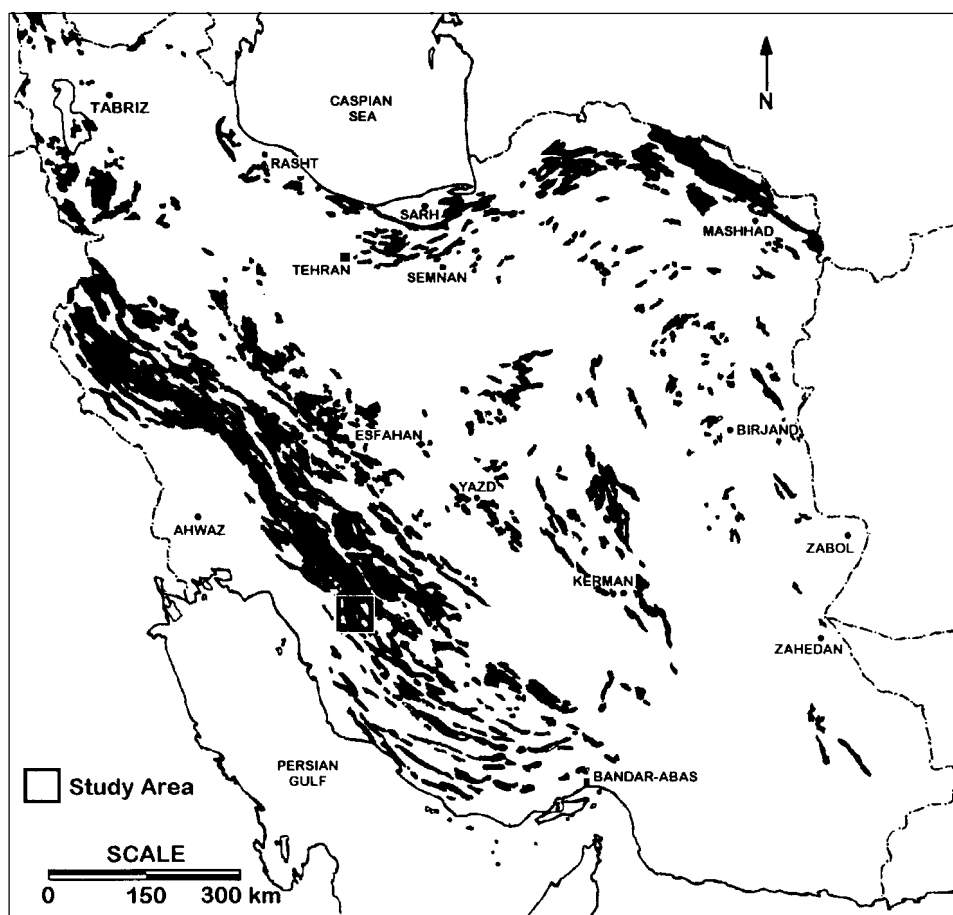 CASPIAN
SEA
N
TABRIZ
RASHT
SARH
MASHHAD
TEHRAN
SEMNAN
ESFAHAN
BIRJAND
YAZD
AHWAZ
ZABOL
KERMAN
ZAHEDAN
PERSIAN
GULF
BANDAR-ABAS
Study Area
SCALE
0 150 300 km